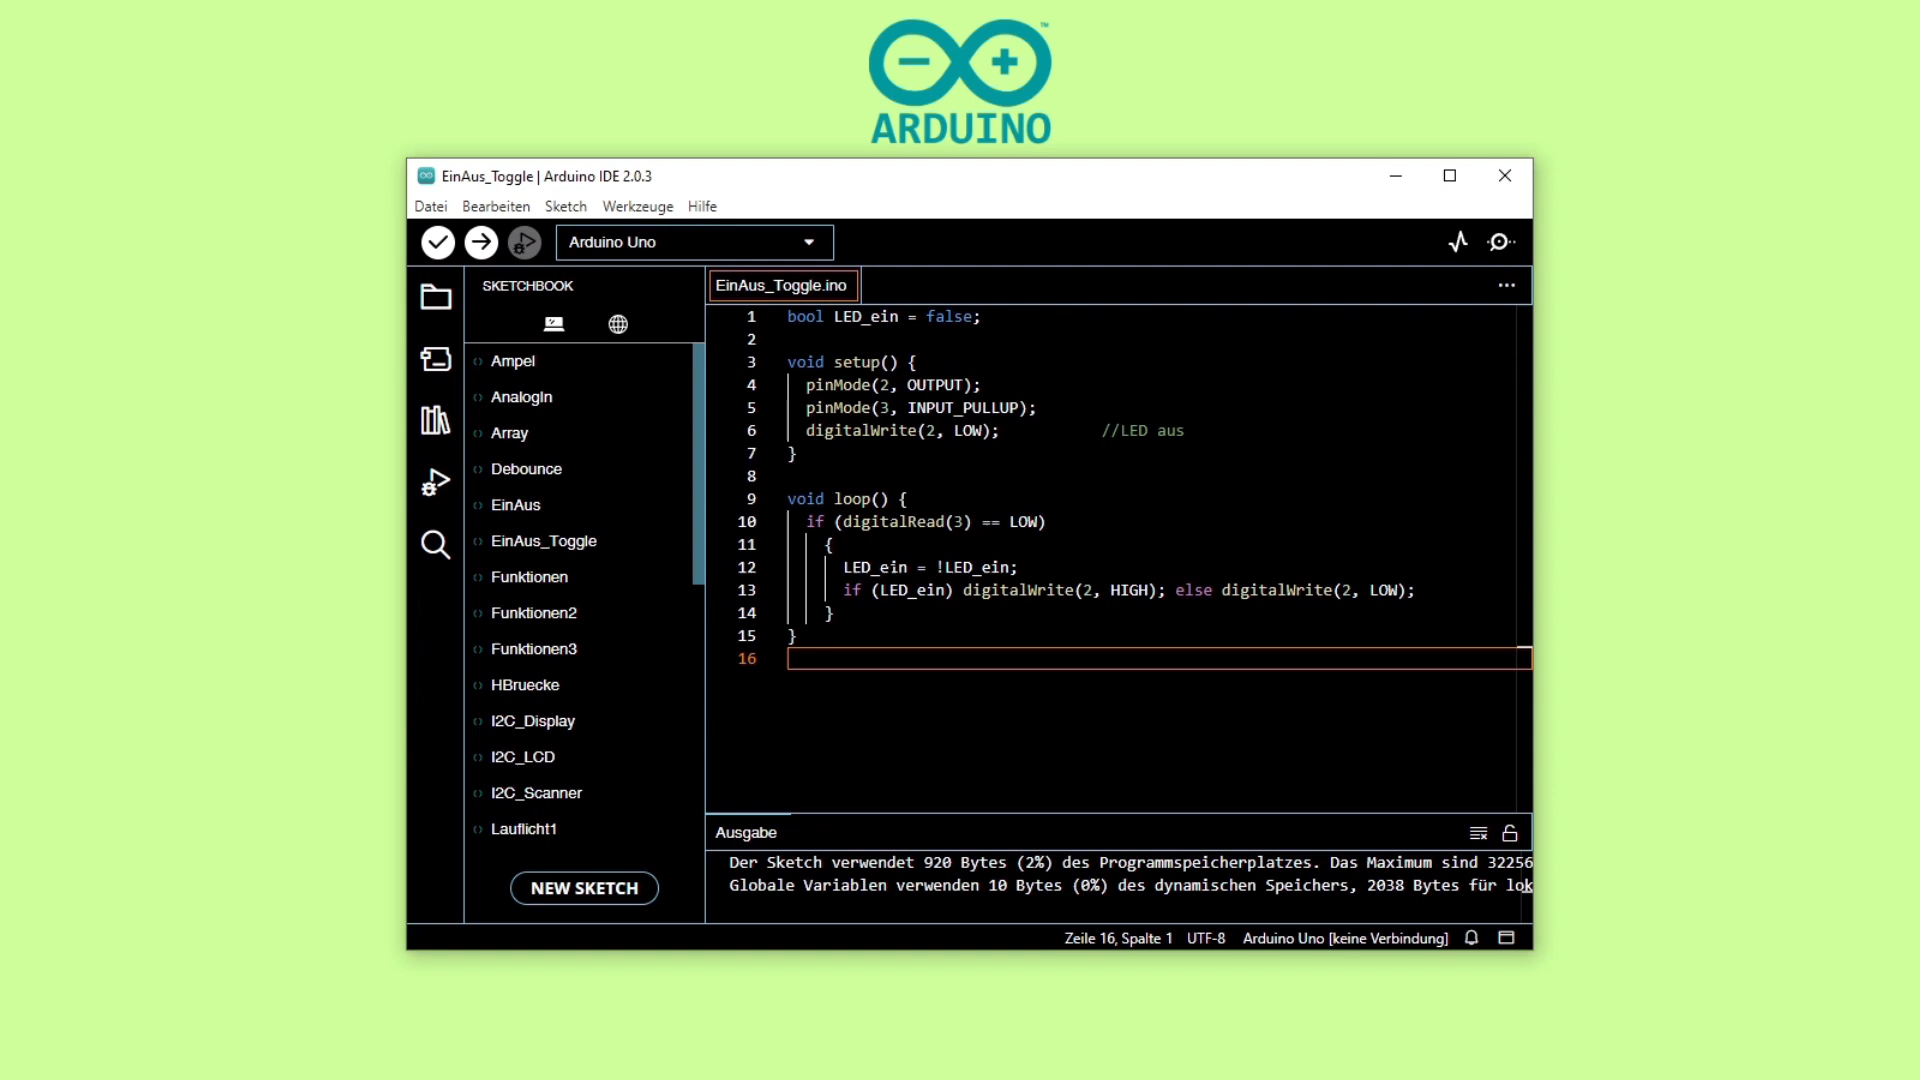 ARDUINO™
EinAus_Toggle | Arduino IDE 2.0.3
Datei Bearbeiten Sketch Werkzeuge Hilfe
Arduino Uno
SKETCHBOOK
Ampel
AnalogIn
Array
Debounce
EinAus
EinAus_Toggle
Funktionen
Funktionen2
Funktionen3
HBruecke
I2C_Display
I2C_LCD
I2C_Scanner
Lauflicht1
NEW SKETCH
EinAus_Toggle.ino
1 bool LED_ein = false;
2
3 void setup() {
4 pinMode(2, OUTPUT);
5 pinMode(3, INPUT_PULLUP);
6 digitalWrite(2, LOW); //LED aus
7 }
8
9 void loop() {
10 if (digitalRead(3) == LOW)
11 {
12 LED_ein = !LED_ein;
13 if (LED_ein) digitalWrite(2, HIGH); else digitalWrite(2, LOW);
14 }
15 }
16
Ausgabe
Der Sketch verwendet 920 Bytes (2%) des Programmspeicherplatzes. Das Maximum sind 32256
Globale Variablen verwenden 10 Bytes (0%) des dynamischen Speichers, 2038 Bytes für lok
Zeile 16, Spalte 1 UTF-8 Arduino Uno [keine Verbindung]